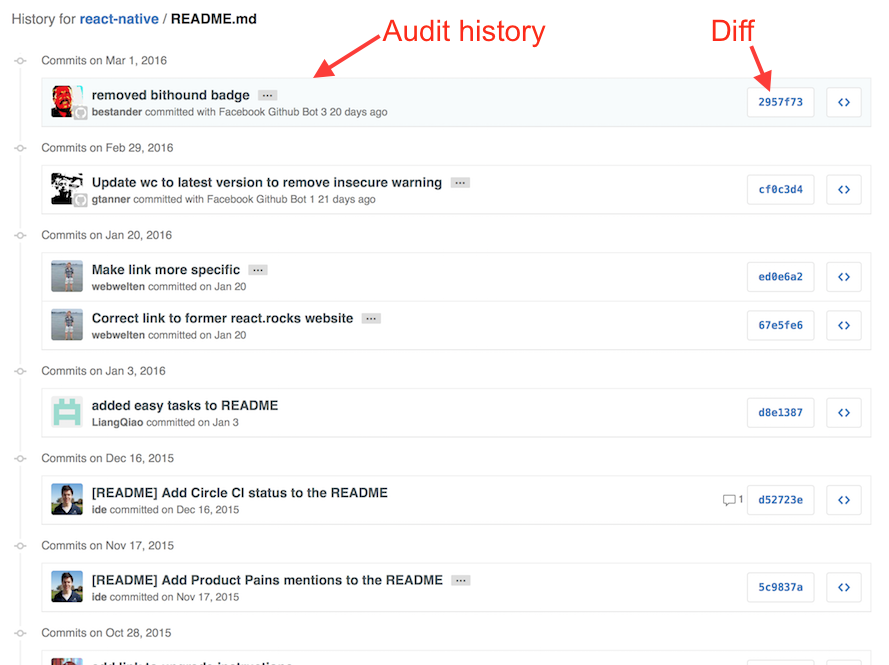 History for react-native / README.md
Audit history
Diff
Commits on Mar 1, 2016
removed bithound badge ...
2957f73
<>
bestander committed with Facebook Github Bot 3 20 days ago
Commits on Feb 29, 2016
Update wc to latest version to remove insecure warning ...
cf0c3d4
<>
gtanner committed with Facebook Github Bot 1 21 days ago
Commits on Jan 20, 2016
Make link more specific ...
ed0e6a2
<>
webwelten committed on Jan 20
Correct link to former react.rocks website ...
67e5fe6
<>
webwelten committed on Jan 20
Commits on Jan 3, 2016
added easy tasks to README
d8e1387
<>
LiangQiao committed on Jan 3
Commits on Dec 16, 2015
[README] Add Circle CI status to the README
1
d52723e
<>
ide committed on Dec 16, 2015
Commits on Nov 17, 2015
[README] Add Product Pains mentions to the README ...
5c9837a
<>
ide committed on Nov 17, 2015
Commits on Oct 28, 2015
add link to upgrade instructions